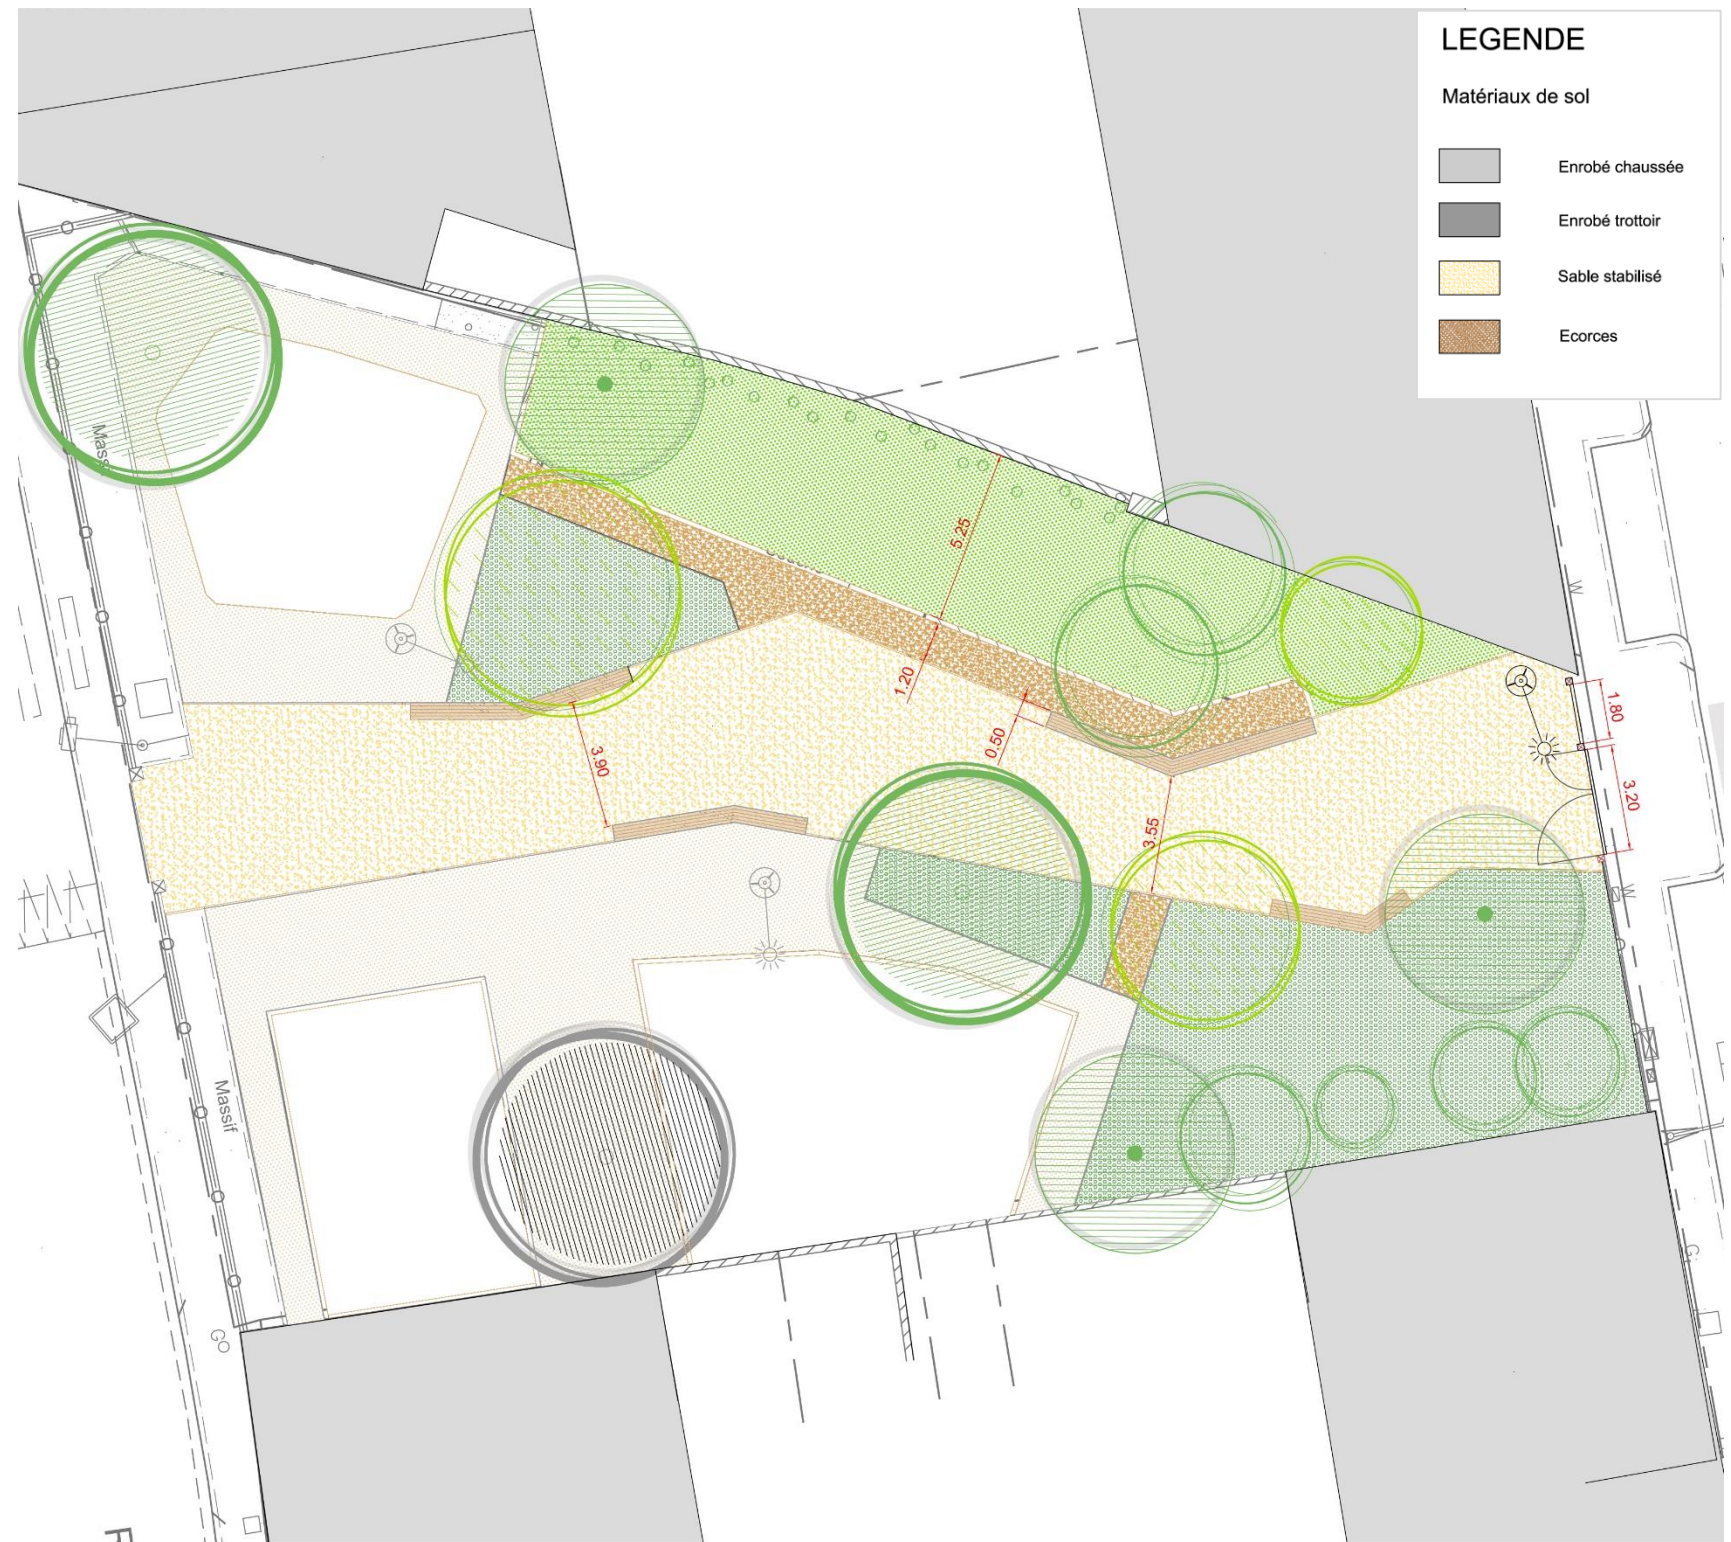 LEGENDE
Matériaux de sol
Enrobé chaussée
Enrobé trottoir
Sable stabilisé
Ecorces
5.25
1.20
0.50
3.90
3.55
1.80
3.20
Massif
GO